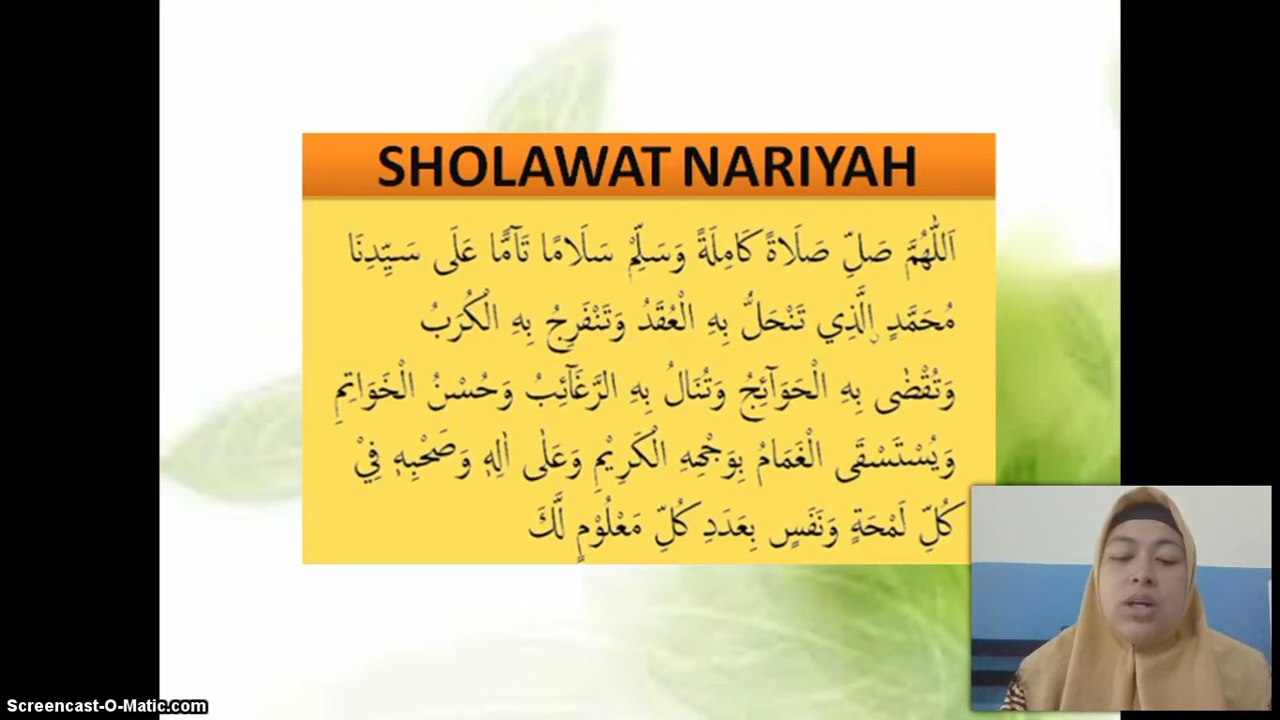 SHOLAWAT NARIYAH
اَللّٰهُمَّ صَلِّ صَلَاةً كَامِلَةً وَسَلِّمْ سَلَامًا تَآمًّا عَلَى سَيِّدِنَا
مُحَمَّدٍ الَّذِي تَنْحَلُّ بِهِ الْعُقَدُ وَتَنْفَرِجُ بِهِ الْكُرَبُ
وَتُقْضٰى بِهِ الْحَوَآئِجُ وَتُنَالُ بِهِ الرَّغَآئِبُ وَحُسْنُ الْخَوَاتِمِ
وَيُسْتَسْقَى الْغَمَامُ بِوَجْهِهِ الْكَرِيْمِ وَعَلٰى اٰلِهٖ وَصَحْبِهٖ فِيْ
كُلِّ لَمْحَةٍ وَنَفَسٍ بِعَدَدِ كُلِّ مَعْلُوْمٍ لَّكَ
Screencast-O-Matic.com